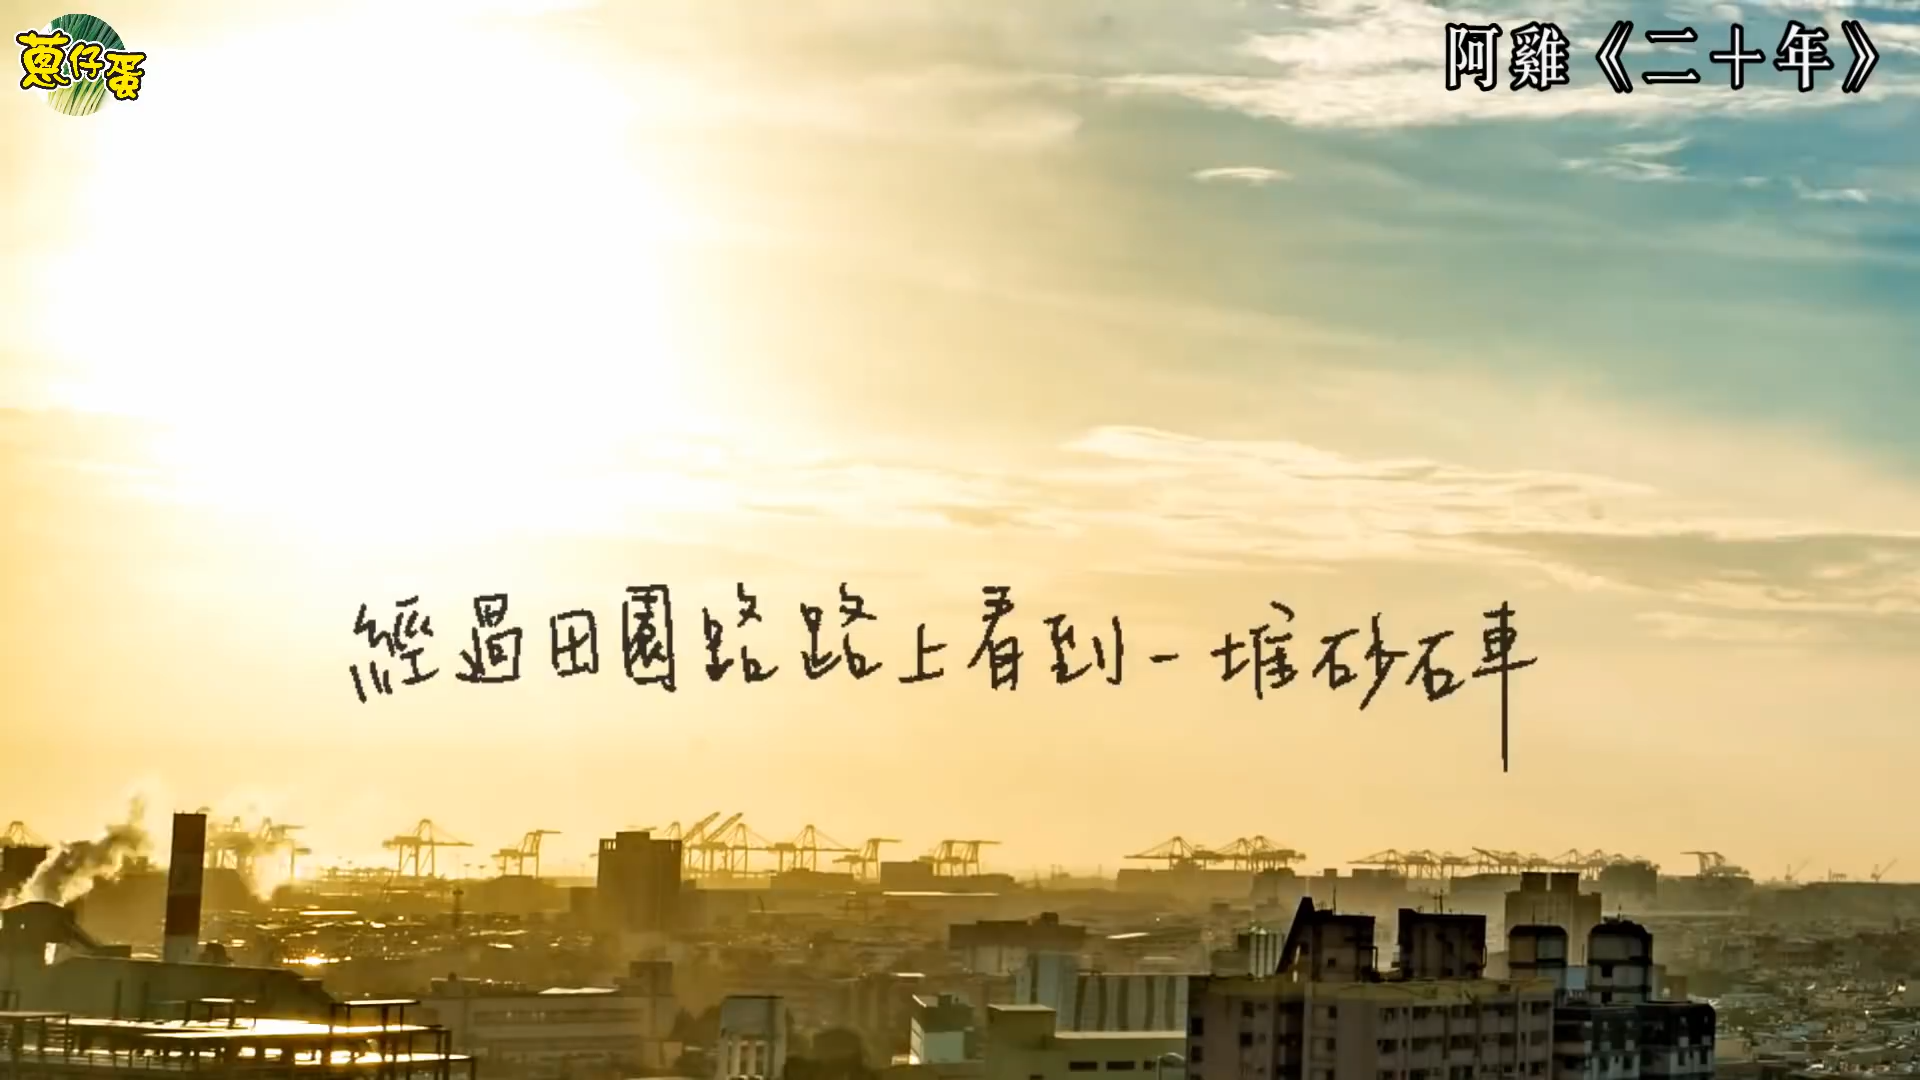 蔥仔蛋
阿雞《二十年》
經過田園路路上看到一堆砂石車